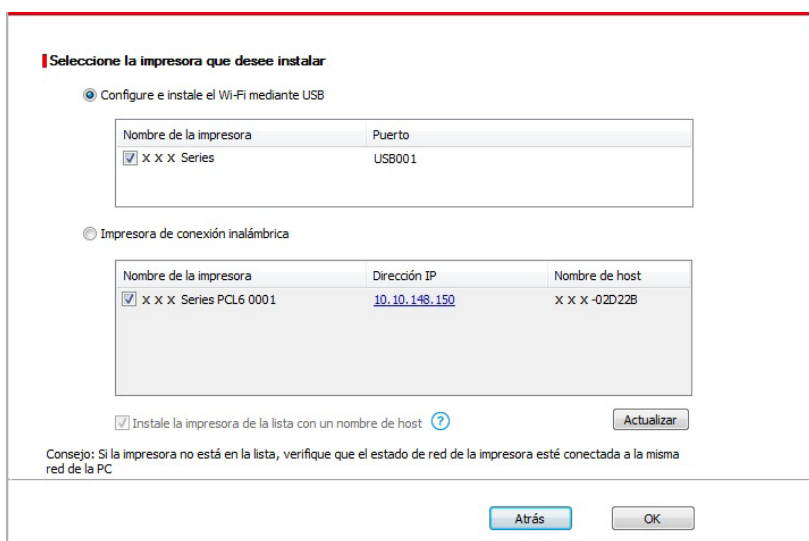 Seleccione la impresora que desee instalar
Configure e instale el Wi-Fi mediante USB
Nombre de la impresora Puerto
X X X Series USB001
Impresora de conexión inalámbrica
Nombre de la impresora Dirección IP Nombre de host
X X X Series PCL6 0001 10.10.148.150 X X X -02D22B
Instale la impresora de la lista con un nombre de host ? Actualizar
Consejo: Si la impresora no está en la lista, verifique que el estado de red de la impresora esté conectada a la misma
red de la PC
Atrás OK